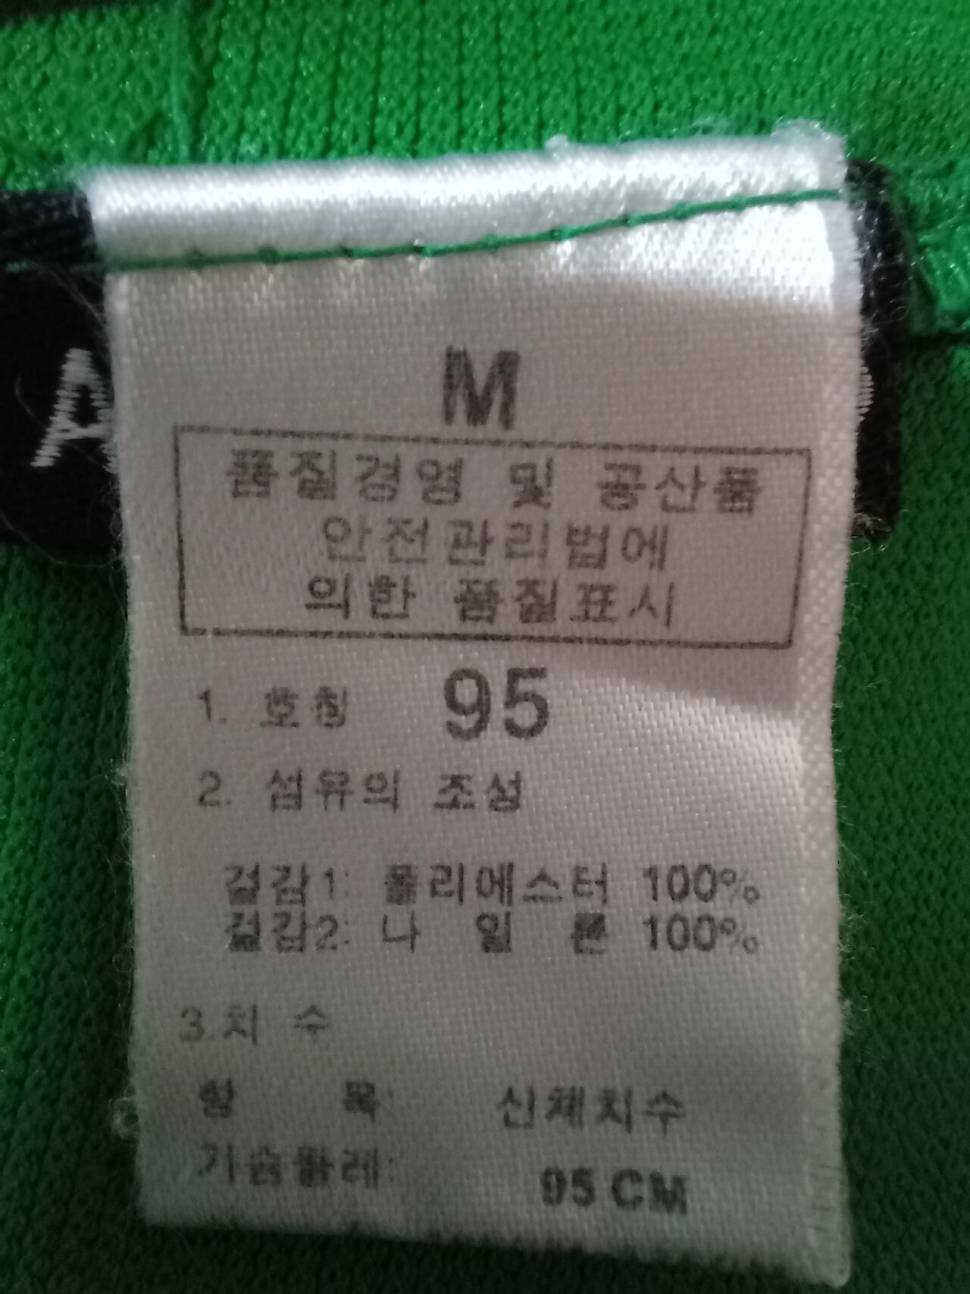 A
M
품질경영 및 공산품
안전관리법에
의한 품질표시
1. 호칭 95
2. 섬유의 조성
겉감1: 폴리에스터 100%
겉감2: 나 일 론 100%
3.치 수
항 목: 신체치수
가슴둘레: 95 CM